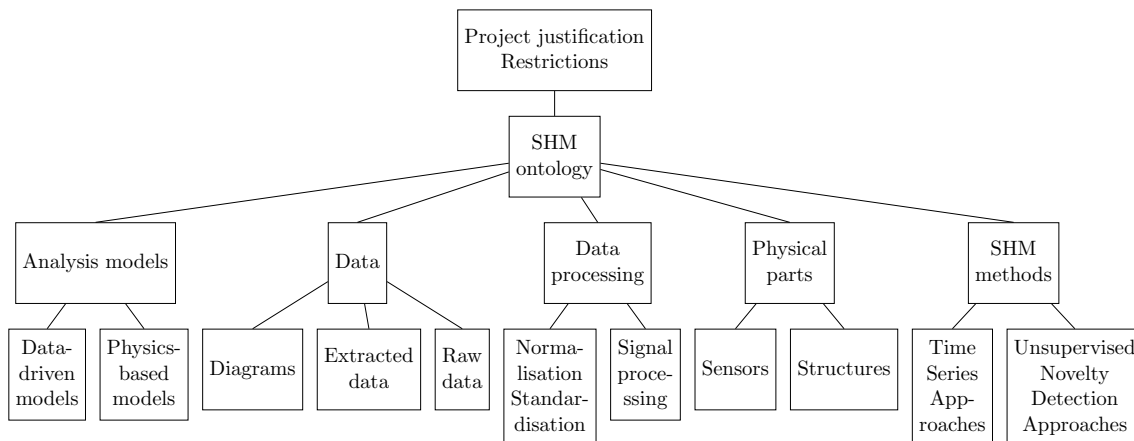 Project justification
Restrictions
SHM
ontology
Analysis models
Data
Data
processing
Physical
parts
SHM
methods
Data-
driven
models
Physics-
based
models
Diagrams
Extracted
data
Raw
data
Norma-
lisation
Standar-
disation
Signal
proce-
ssing
Sensors
Structures
Time
Series
App-
roaches
Unsupervised
Novelty
Detection
Approaches